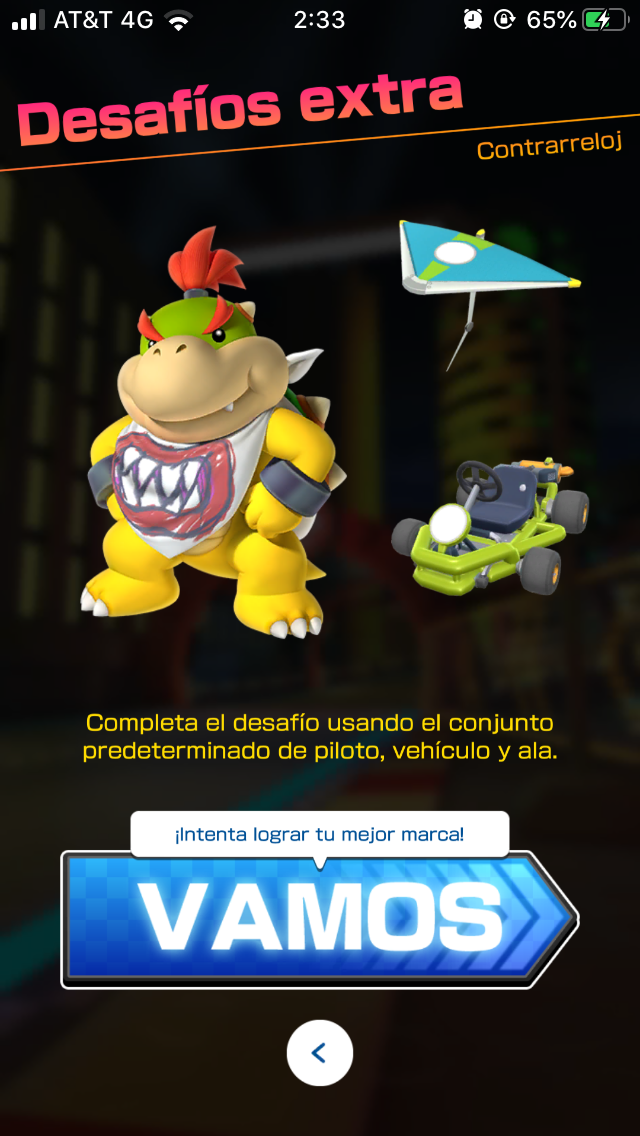 AT&T 4G 2:33 65%
Desafíos extra
Contrarreloj
Completa el desafío usando el conjunto
predeterminado de piloto, vehículo y ala.
¡Intenta lograr tu mejor marca!
VAMOS